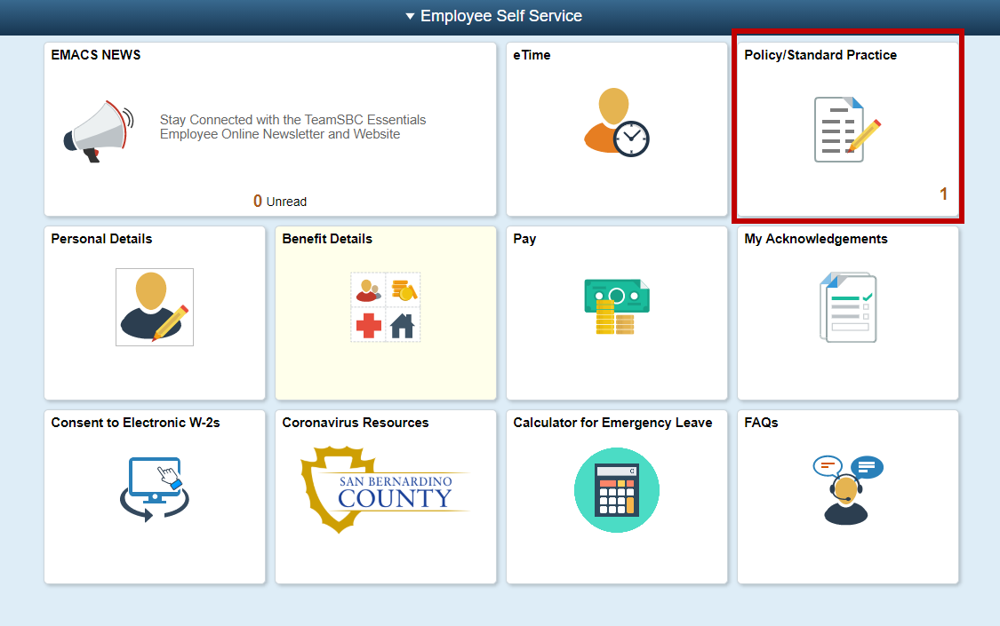 Employee Self Service
EMACS NEWS
Stay Connected with the TeamSBC Essentials
Employee Online Newsletter and Website
0 Unread
eTime
Policy/Standard Practice
1
Personal Details
Benefit Details
Pay
My Acknowledgements
Consent to Electronic W-2s
Coronavirus Resources
SAN BERNARDINO
COUNTY
Calculator for Emergency Leave
0
FAQs